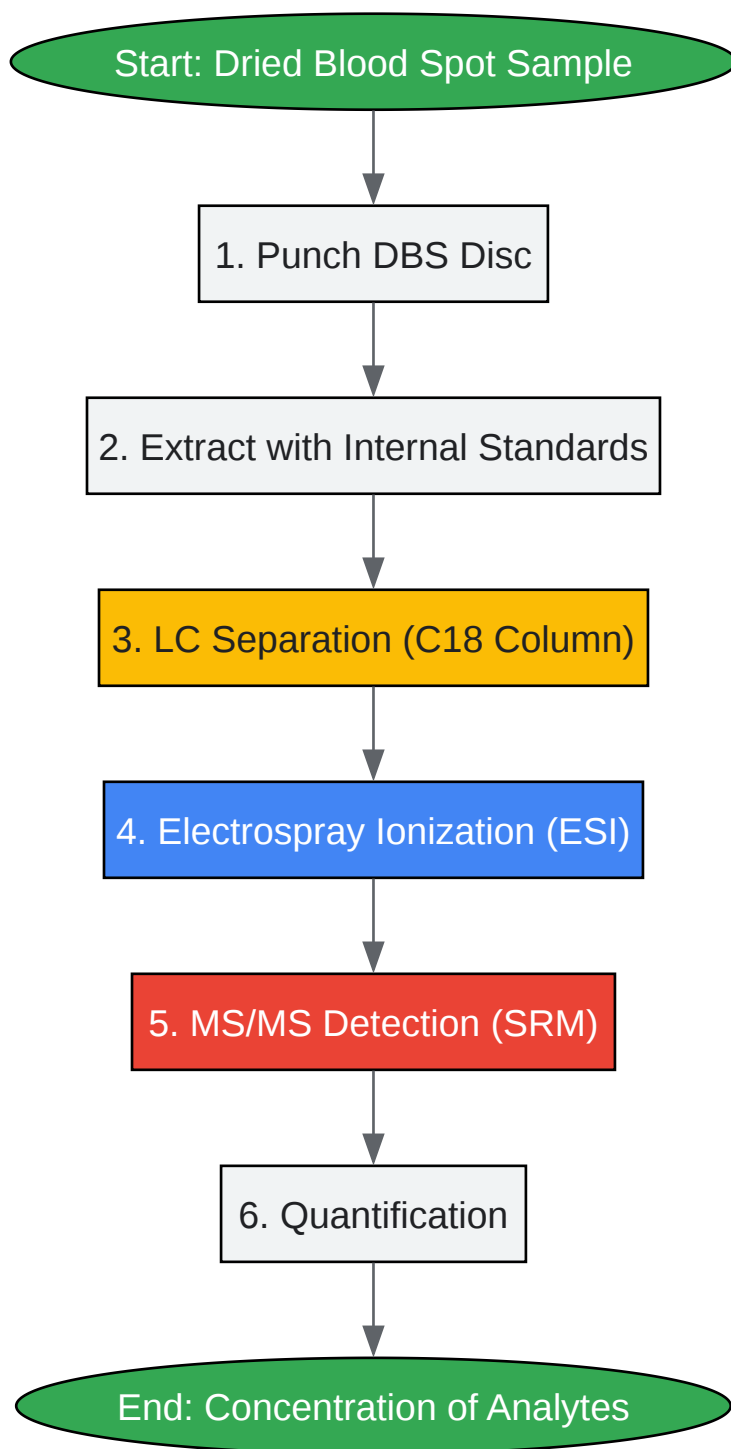 Start: Dried Blood Spot Sample
1. Punch DBS Disc
2. Extract with Internal Standards
3. LC Separation (C18 Column)
4. Electrospray Ionization (ESI)
5. MS/MS Detection (SRM)
6. Quantification
End: Concentration of Analytes